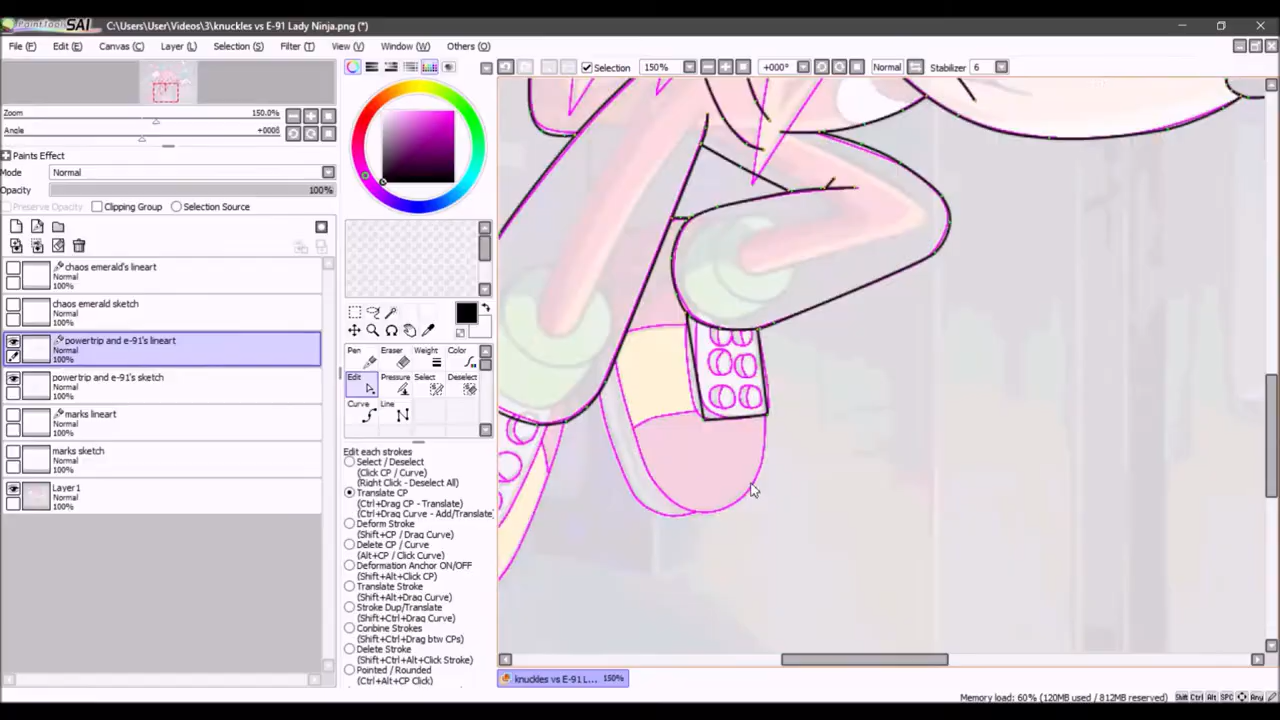 PaintTool SAI C:\Users\User\Videos\3\knuckles vs E-91 Lady Ninja.png (*)
File (F) Edit (E) Canvas (C) Layer (L) Selection (S) Filter (T) View (V) Window (W) Others (O)
Selection 150% +000° Normal Stabilizer 6
Zoom 150.0%
Angle +000δ
Paints Effect
Mode Normal
Opacity 100%
Preserve Opacity Clipping Group Selection Source
chaos emerald's lineart
Normal
100%
chaos emerald sketch
Normal
100%
powertrip and e-91's lineart
Normal
100%
powertrip and e-91's sketch
Normal
100%
marks lineart
Normal
100%
marks sketch
Normal
100%
Layer1
Normal
100%
Pen Eraser Weight Color
Edit Pressure Select Deselect
Curve Line
Edit each strokes
Select / Deselect
(Click CP / Curve)
(Right Click - Deselect All)
Translate CP
(Ctrl+Drag CP - Translate)
(Ctrl+Drag Curve - Add/Translate)
Deform Stroke
(Shift+CP / Drag Curve)
Delete CP / Curve
(Alt+CP / Click Curve)
Deformation Anchor ON/OFF
(Shift+Alt+Click CP)
Translate Stroke
(Shift+Alt+Drag Curve)
Stroke Dup/Translate
(Shift+Ctrl+Drag Curve)
Combine Strokes
(Shift+Ctrl+Drag btw CPs)
Delete Stroke
(Shift+Ctrl+Alt+Click Stroke)
Pointed / Rounded
(Ctrl+Alt+CP Click)
knuckles vs E-91 L... 150%
Memory load: 60% (120MB used / 812MB reserved) Shift Ctrl Alt SPC Any